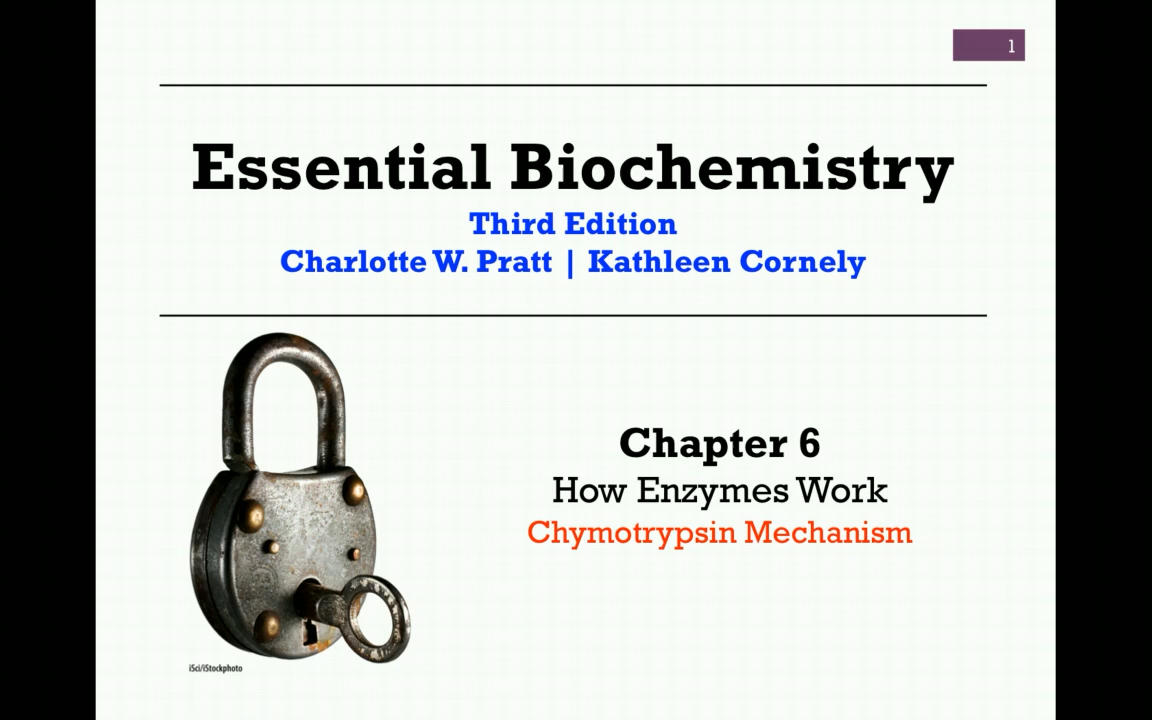 1
Essential Biochemistry
Third Edition
Charlotte W. Pratt | Kathleen Cornely
Chapter 6
How Enzymes Work
Chymotrypsin Mechanism
iSci/iStockphoto